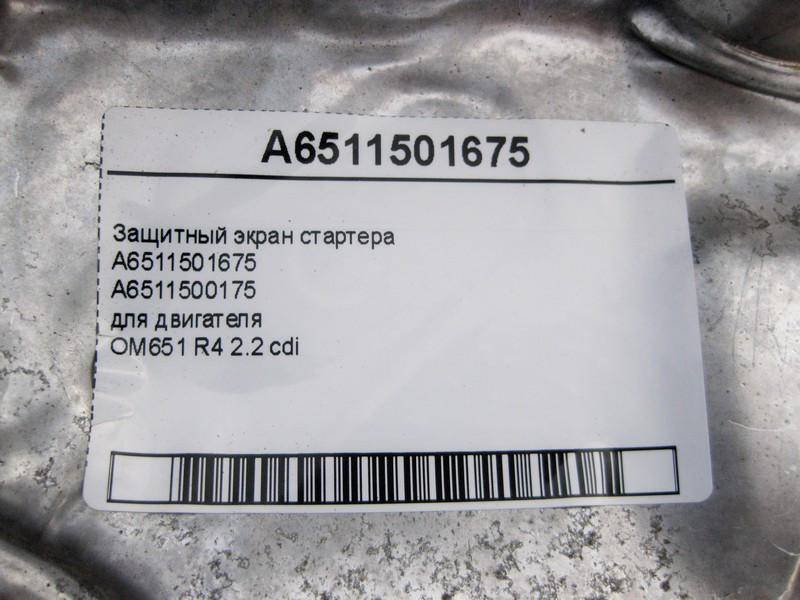 A6511501675
Защитный экран стартера
A6511501675
A6511500175
для двигателя
OM651 R4 2.2 cdi